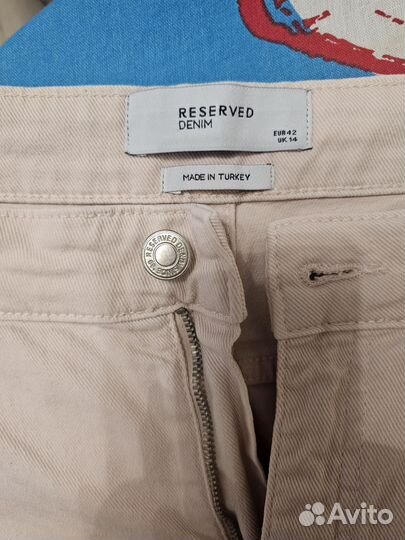 RESERVED
DENIM
EUR 42
UK 14
MADE IN TURKEY
RESERVED DENIM
Avito